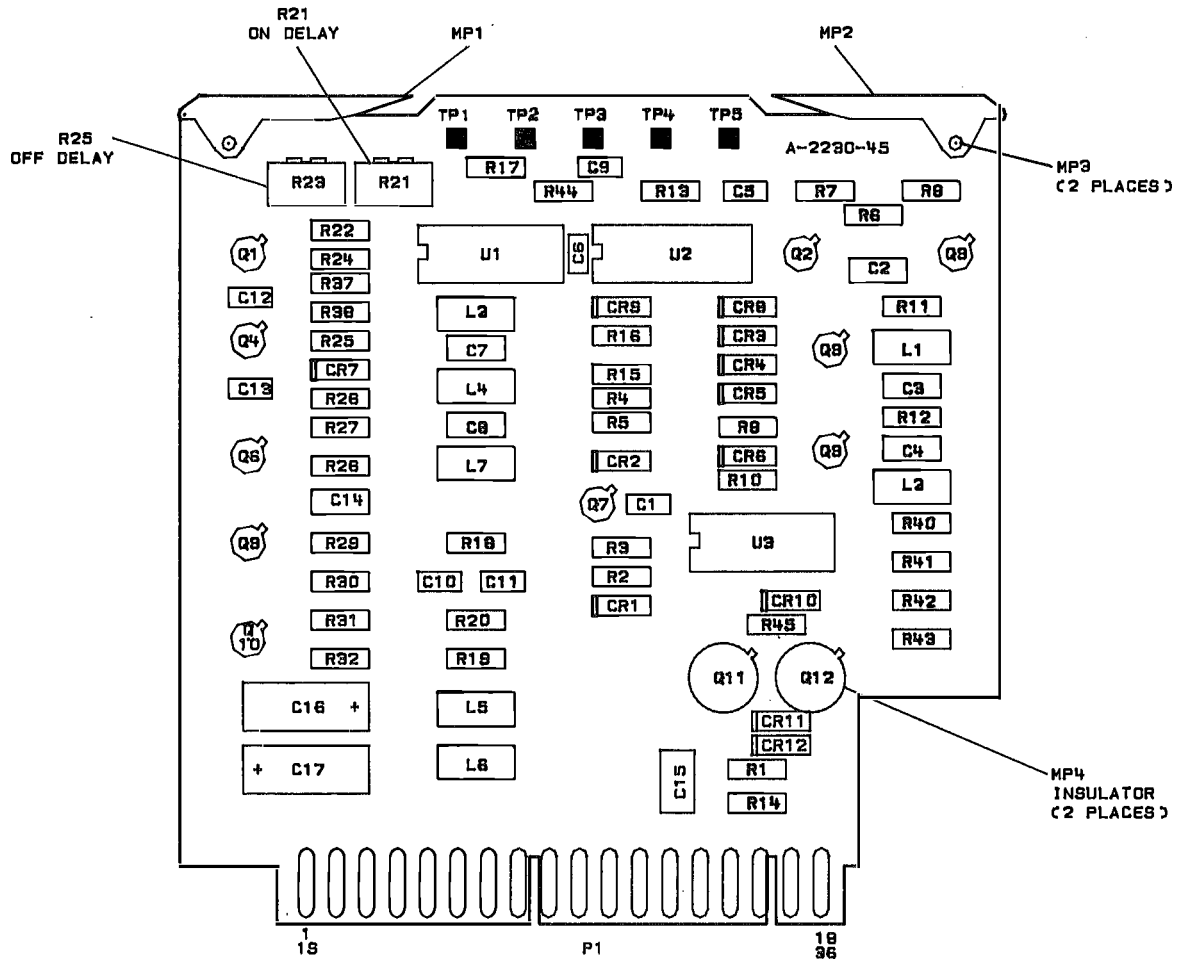 R21
ON DELAY
MP1
MP2
R25
OFF DELAY
TP1 TP2 TP3 TP4 TP5
A-2230-45
MP3
(2 PLACES)
R23 R21 R17 C9
R44 R13 C5 R7 R8
R6
R22
Q1 R24 U1 C6 U2 Q2 C2 Q9
R37
C12 R38 L3 CR9 CR8 R11
Q4 R25 C7 R16 CR3 Q9 L1
CR7 CR4
C13 R26 L4 R15 CR5 C3
R4
R27 C8 R5 R9 R12
Q6 R28 L7 CR2 CR6 Q9 C4
R10 L3
C14 Q7 C1
R40
Q8 R29 R18 R3 U3
R41
R30 C10 C11 R2
CR1 CR10 R42
R31 R20 R45
Q10 R43
R32 R19
Q11 Q12
C16 + L5 CR11
CR12
+ C17 L6 C15 R1
R14
MP4
INSULATOR
(2 PLACES)
1
19
P1
18
36